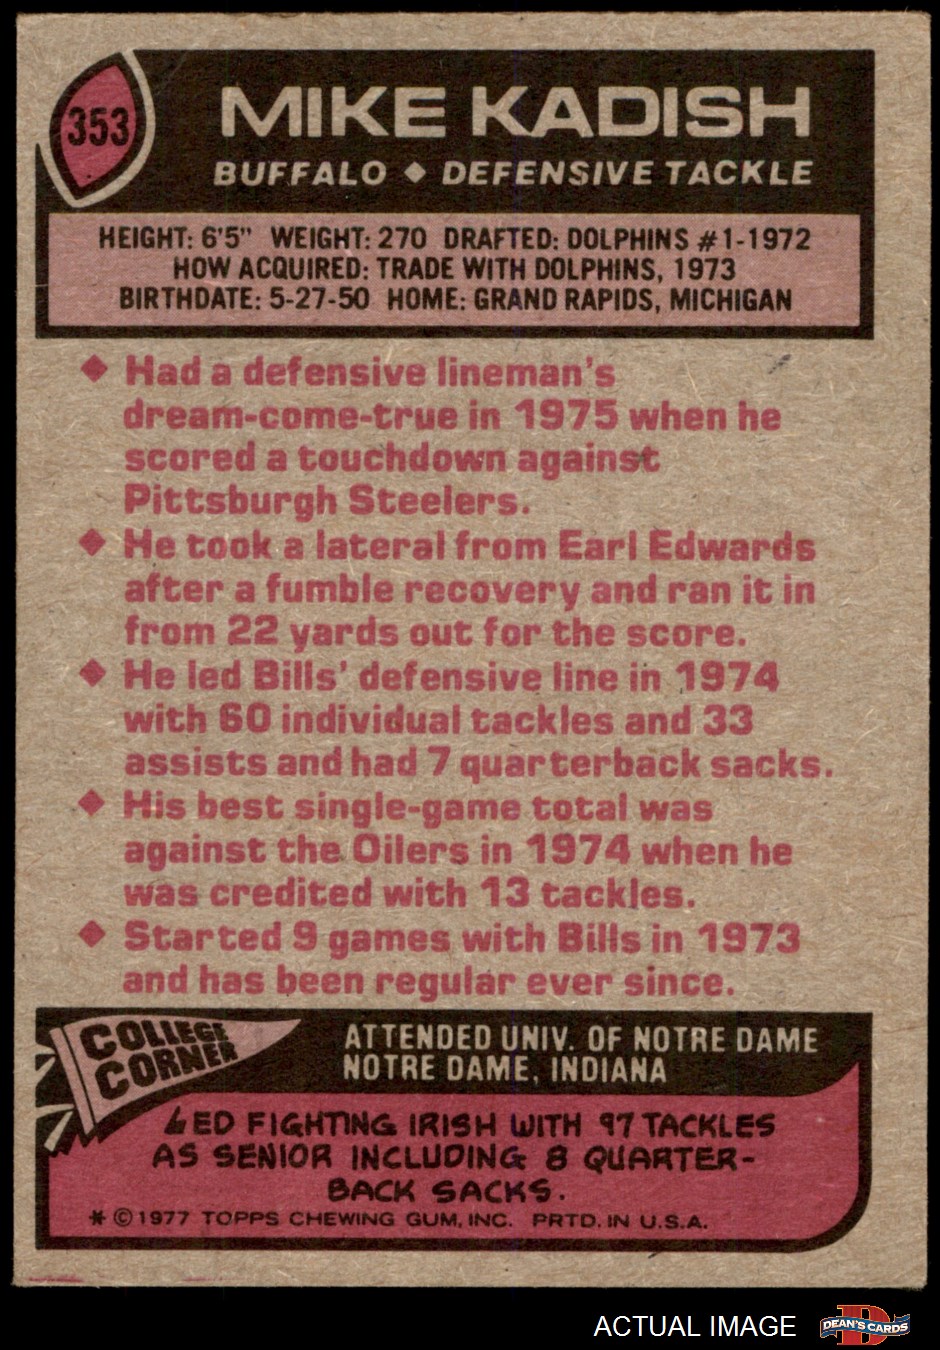 353
MIKE KADISH
BUFFALO ◆ DEFENSIVE TACKLE
HEIGHT: 6'5" WEIGHT: 270 DRAFTED: DOLPHINS #1-1972
HOW ACQUIRED: TRADE WITH DOLPHINS, 1973
BIRTHDATE: 5-27-50 HOME: GRAND RAPIDS, MICHIGAN
◆ Had a defensive lineman's
dream-come-true in 1975 when he
scored a touchdown against
Pittsburgh Steelers.
◆ He took a lateral from Earl Edwards
after a fumble recovery and ran it in
from 22 yards out for the score.
◆ He led Bills' defensive line in 1974
with 60 individual tackles and 33
assists and had 7 quarterback sacks.
◆ His best single-game total was
against the Oilers in 1974 when he
was credited with 13 tackles.
◆ Started 9 games with Bills in 1973
and has been regular ever since.
COLLEGE
CORNER
ATTENDED UNIV. OF NOTRE DAME
NOTRE DAME, INDIANA
LED FIGHTING IRISH WITH 97 TACKLES
AS SENIOR INCLUDING 8 QUARTER-
BACK SACKS.
* © 1977 TOPPS CHEWING GUM, INC. PRTD. IN U.S.A.
ACTUAL IMAGE
D
DEAN'S CARDS